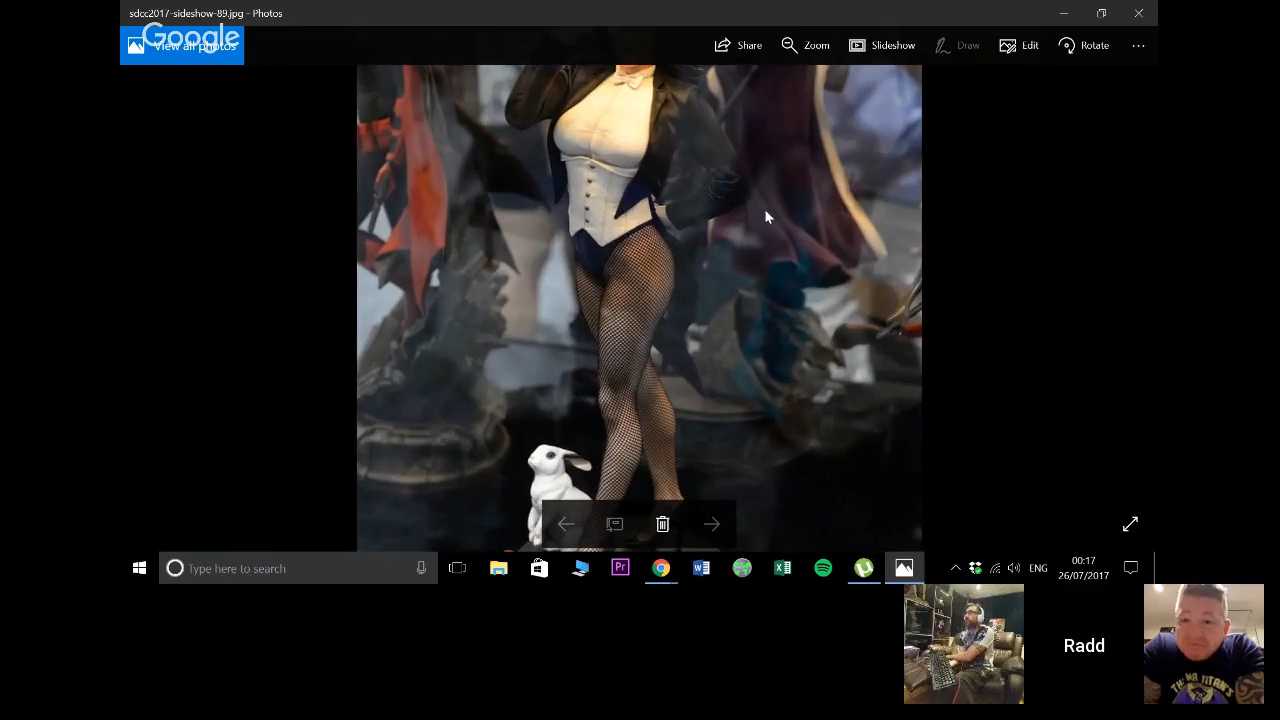 sdcc2017-sideshow-89.jpg - Photos
Google
View all photos
Share
Zoom
Slideshow
Draw
Edit
Rotate
Type here to search
Pr
ENG
00:17
26/07/2017
Radd